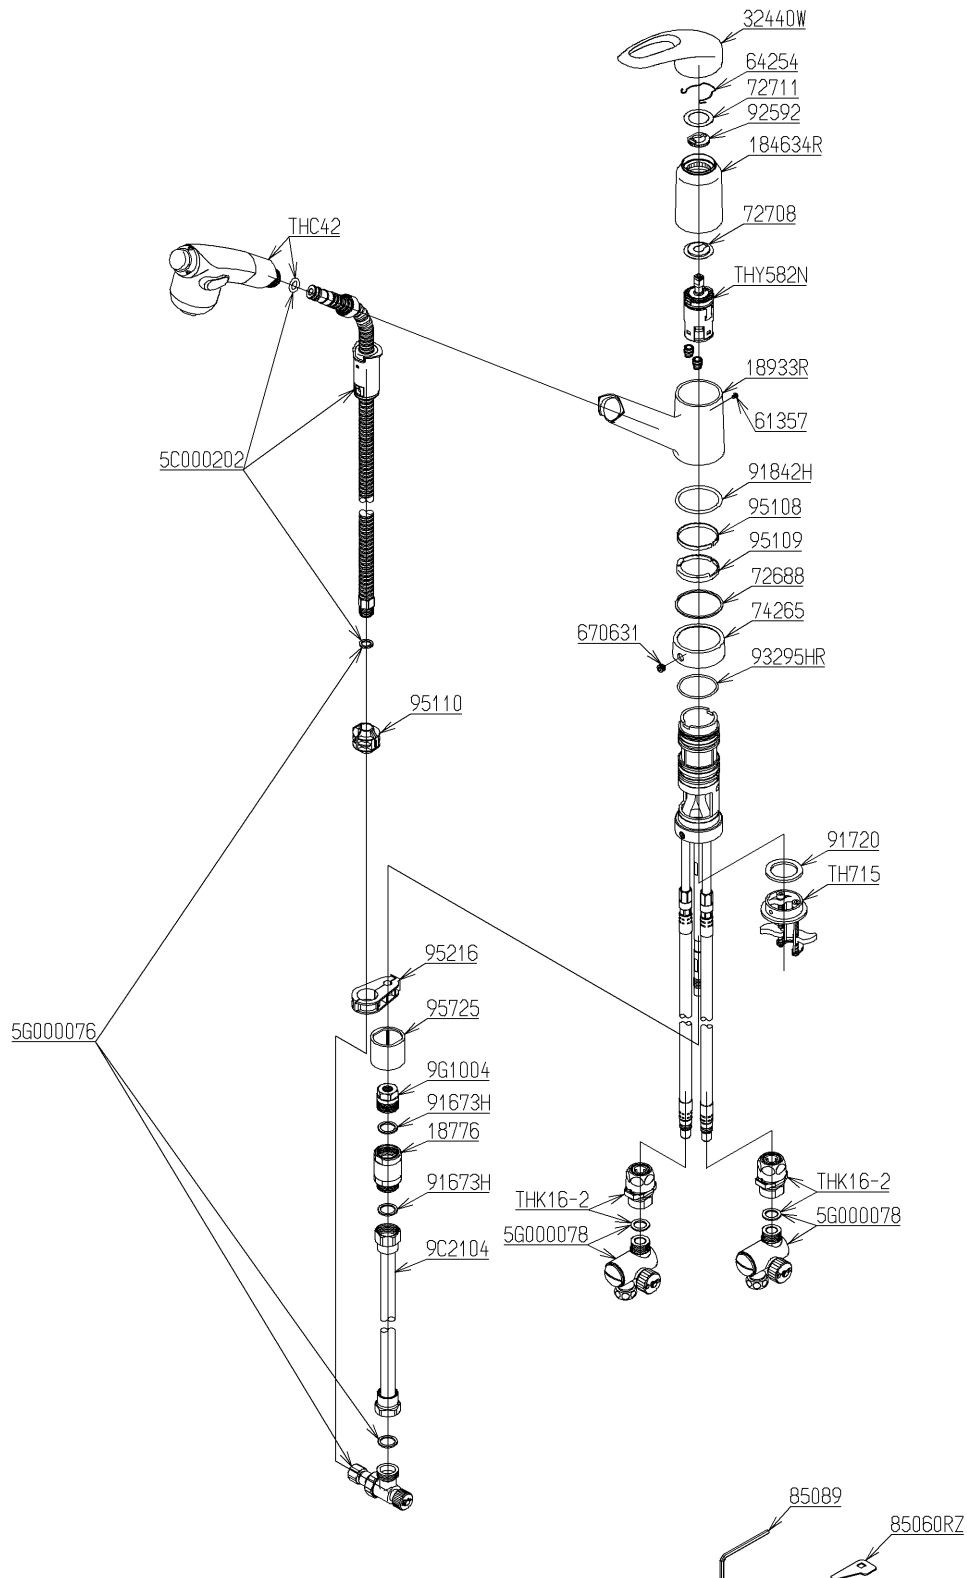 32440W
64254
72711
92592
184634R
72708
THC42
THY582N
18933R
61357
5C000202
91842H
95108
95109
72688
74265
670631
93295HR
95110
91720
TH715
95216
95725
5G000076
9G1004
91673H
18776
91673H
THK16-2
THK16-2
5G000078
5G000078
9C2104
85089
85060RZ